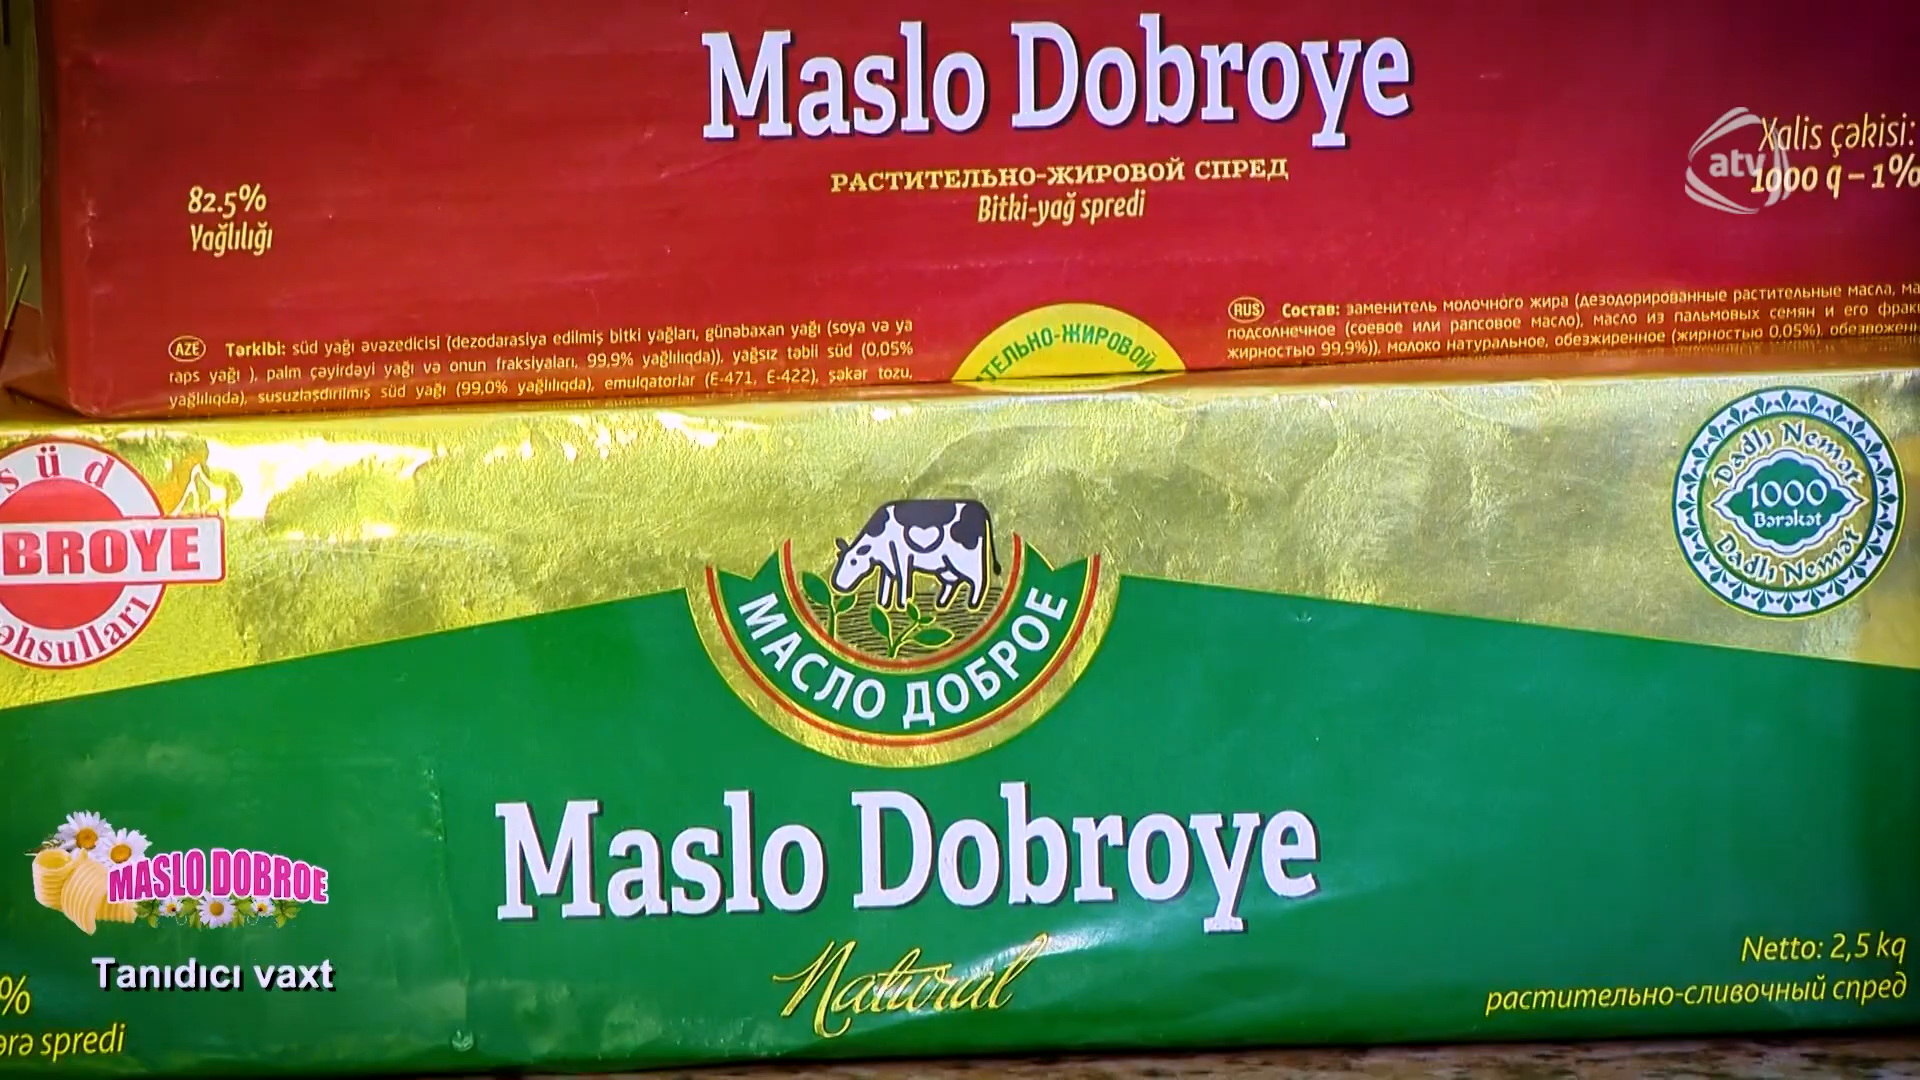 Maslo Dobroye
РАСТИТЕЛЬНО-ЖИРОВОЙ СПРЕД
Bitki-yağ spredi
82.5%
Yağlılığı
Xalis çəkisi:
1000 q – 1%
atv
AZE Tərkibi: süd yağı əvəzedicisi (dezodarasiya edilmiş bitki yağları, günəbaxan yağı (soya və ya
raps yağı ), palm çəyirdəyi yağı və onun fraksiyaları, 99,9% yağlılıqda)), yağsız təbii süd (0,05%
yağlılıqda), susuzlaşdırılmış süd yağı (99.0% yağlılıqda), emulqatorlar (E-471, E-422), şəkər tozu,
ТЕЛЬНО-ЖИРОВОЙ
RUS Состав: заменитель молочного жира (дезодорированные растительные масла, ма
подсолнечное (соевое или рапсовое масло), масло из пальмовых семян и его фрак
жирностью 99,9%)), молоко натуральное, обезжиренное (жирностью 0,05%), обезвожен
süd
BROYE
əhsulları
МАСЛО ДОБРОЕ
Dadlı Nemət
1000
Bərəkət
Dadlı Nemət
Maslo Dobroye
Natural
Netto: 2,5 kq
растительно-сливочный спред
%
ərə spredi
MASLO DOBROE
Tanıdıcı vaxt